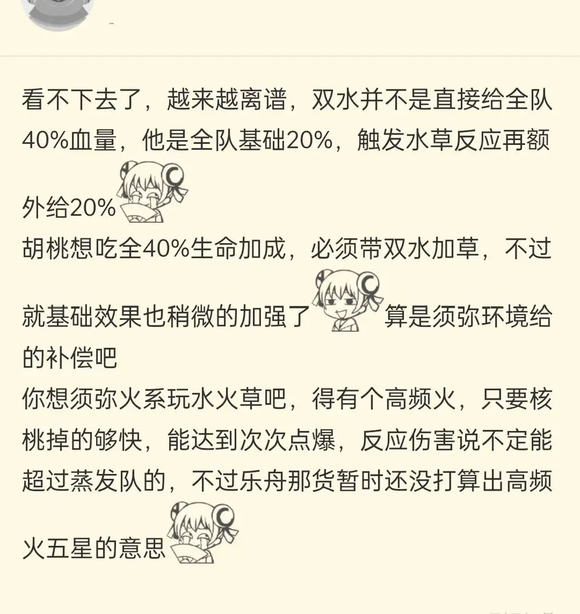 看不下去了，越来越离谱，双水并不是直接给全队
40%血量，他是全队基础20%，触发水草反应再额
外给20%
胡桃想吃全40%生命加成，必须带双水加草，不过
就基础效果也稍微的加强了 算是须弥环境给
的补偿吧
你想须弥火系玩水火草吧，得有个高频火，只要核
桃掉的够快，能达到次次点爆，反应伤害说不定能
超过蒸发队的，不过乐舟那货暂时还没打算出高频
火五星的意思